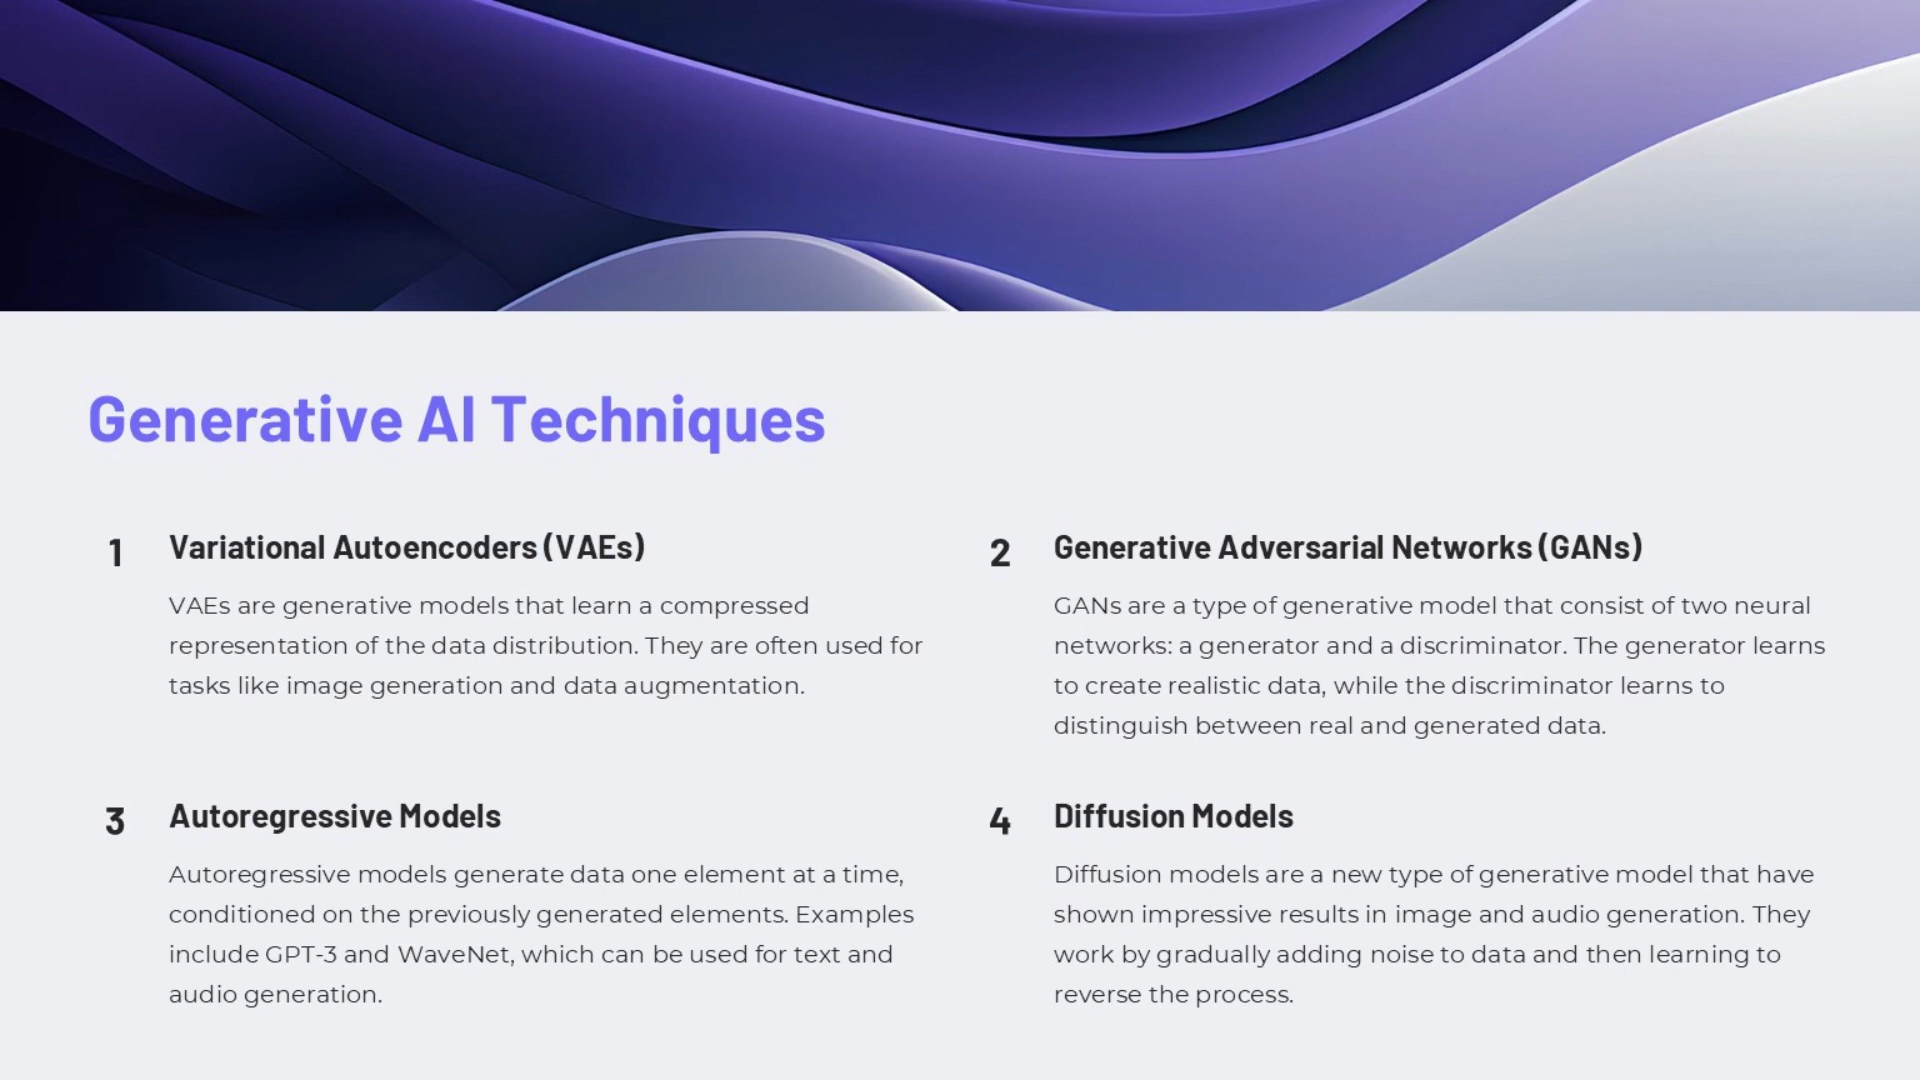 Generative AI Techniques
1
Variational Autoencoders (VAEs)
VAEs are generative models that learn a compressed
representation of the data distribution. They are often used for
tasks like image generation and data augmentation.
2
Generative Adversarial Networks (GANs)
GANs are a type of generative model that consist of two neural
networks: a generator and a discriminator. The generator learns
to create realistic data, while the discriminator learns to
distinguish between real and generated data.
3
Autoregressive Models
Autoregressive models generate data one element at a time,
conditioned on the previously generated elements. Examples
include GPT-3 and WaveNet, which can be used for text and
audio generation.
4
Diffusion Models
Diffusion models are a new type of generative model that have
shown impressive results in image and audio generation. They
work by gradually adding noise to data and then learning to
reverse the process.